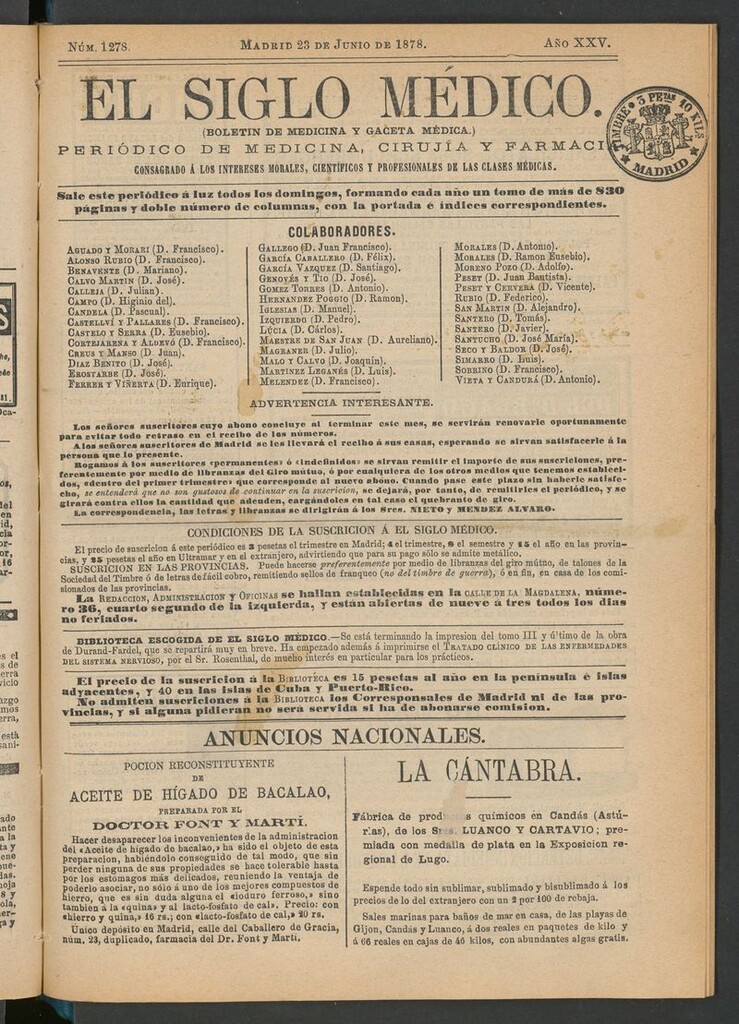 NÚM. 1278.
MADRID 23 DE JUNIO DE 1878.
AÑO XXV.
EL SIGLO MÉDICO.
(BOLETIN DE MEDICINA Y GACETA MÉDICA.)
PERIÓDICO DE MEDICINA, CIRUJÍA Y FARMACI
CONSAGRADO Á LOS INTERESES MORALES, CIENTÍFICOS Y PROFESIONALES DE LAS CLASES MÉDICAS.
TIMBRE 3 PETAS 10 KILS
MADRID
Sale este periódico á luz todos los domingos, formando cada año un tomo de más de 830
páginas y doble número de columnas, con la portada é índices correspondientes.
COLABORADORES.
AGUADO Y MORARI (D. Francisco).
ALONSO RUBIO (D. Francisco).
BENAVENTE (D. Mariano).
CALVO MARTIN (D. José).
CALLEJA (D. Julian).
CAMPO (D. Higinio del).
CANDELA (D. Pascual).
CASTELLVÍ Y PALLARES (D. Francisco).
CASTELO Y SERRA (D. Eusebio).
CORTEJARENA Y ALDEVÓ (D. Francisco).
CREUS Y MANSO (D. Juan).
DIAZ BENITO (D. José).
EROSTARBE (D. José).
FERRER Y VIÑERTA (D. Enrique).
GALLEGO (D. Juan Francisco).
GARCÍA CABALLERO (D. Félix).
GARCÍA VAZQUEZ (D. Santiago).
GENOVÉS Y TIO (D. José).
GOMEZ TORRES (D. Antonio).
HERNANDEZ POGGIO (D. Ramon).
IGLESIAS (D. Manuel).
IZQUIERDO (D. Pedro).
LÚCIA (D. Cárlos).
MAESTRE DE SAN JUAN (D. Aureliano).
MAGRANER (D. Julio).
MALO Y CALVO (D. Joaquin).
MARTINEZ LEGANÉS (D. Luis).
MELENDEZ (D. Francisco).
MORALES (D. Antonio).
MORALES (D. Ramon Eusebio).
MORENO POZO (D. Adolfo).
PESET (D. Juan Bautista).
PESET Y CERVERA (D. Vicente).
RUBIO (D. Federico).
SAN MARTIN (D. Alejandro).
SANTERO (D. Tomás).
SANTERO (D. Javier).
SANTUCHO (D. José María).
SECO Y BALDOR (D. José).
SIMARRO (D. Luis).
SOBRINO (D. Francisco).
VIETA Y CANDURÁ (D. Antonio).
ADVERTENCIA INTERESANTE.
Los señores suscritores cuyo abono concluye al terminar este mes, se servirán renovarle oportunamente
para evitar todo retraso en el recibo de los números.
A los señores suscritores de Madrid se les llevará el recibo á sus casas, esperando se sirvan satisfacerle á la
persona que lo presente.
Rogamos á los suscritores «permanentes» ó «indefinidos» se sirvan remitir el importe de sus suscriciones, pre-
ferentemente por medio de libranzas del Giro mútuo, ó por cualquiera de los otros medios que tenemos estableci-
dos, «dentro del primer trimestre» que corresponde al nuevo abono. Cuando pase este plazo sin haberle satisfe-
cho, se entenderá que no son gustosos de continuar en la suscricion, se dejará, por tanto, de remitirles el periódico, y se
girará contra ellos la cantidad que adeuden, cargándoles en tal caso el quebranto de giro.
La correspondencia, las letras y libranzas se dirigirán á los Sres. NIETO y MENDEZ ALVARO.
CONDICIONES DE LA SUSCRICION Á EL SIGLO MÉDICO.
El precio de suscricion á este periódico es 3 pesetas el trimestre en Madrid; 4 el trimestre, 8 el semestre y 15 el año en las provin-
cias, y 25 pesetas el año en Ultramar y en el extranjero, advirtiendo que para su pago sólo se admite metálico.
SUSCRICION EN LAS PROVINCIAS. Puede hacerse preferentemente por medio de libranzas del giro mútuo, de talones de la
Sociedad del Timbre ó de letras de fácil cobro, remitiendo sellos de franqueo (no del timbre de guerra), ó en fin, en casa de los comi-
sionados de las provincias.
La REDACCION, ADMINISTRACION Y OFICINAS se hallan establecidas en la CALLE DE LA MAGDALENA, núme-
ro 36, cuarto segundo de la izquierda, y están abiertas de nueve á tres todos los dias
no feriados.
BIBLIOTECA ESCOGIDA DE EL SIGLO MÉDICO.—Se está terminando la impresion del tomo III y último de la obra
de Durand-Fardel, que se repartirá muy en breve. Ha empezado además á imprimirse el TRATADO CLÍNICO DE LAS ENFERMEDADES
DEL SISTEMA NERVIOSO, por el Sr. Rosenthal, de mucho interés en particular para los prácticos.
El precio de la suscricion á la BIBLIOTECA es 15 pesetas al año en la península é islas
adyacentes, y 40 en las islas de Cuba y Puerto-Rico.
No admiten suscriciones á la BIBLIOTECA los Corresponsales de Madrid ni de las pro-
vincias, y si alguna pidieran no será servida si ha de abonarse comision.
ANUNCIOS NACIONALES.
POCION RECONSTITUYENTE
DE
ACEITE DE HÍGADO DE BACALAO,
PREPARADA POR EL
DOCTOR FONT Y MARTÍ.
Hacer desaparecer los inconvenientes de la administracion
del «Aceite de hígado de bacalao,» ha sido el objeto de esta
preparacion, habiéndolo conseguido de tal modo, que sin
perder ninguna de sus propiedades se hace tolerable hasta
por los estómagos más delicados, reuniendo la ventaja de
poderlo asociar, no sólo á uno de los mejores compuestos de
hierro, que es sin duda alguna el «ioduro ferroso,» sino
tambien á la «quina» y al lacto-fosfato de cal». Precio: con
«hierro y quina,» 16 rs.; con «lacto-fosfato de cal,» 20 rs.
Único depósito en Madrid, calle del Caballero de Gracia,
núm. 23, duplicado, farmacia del Dr. Font y Martí.
LA CÁNTABRA.
Fábrica de prod s químicos en Candás (Astú-
rias), de los Sres. LUANCO Y CARTAVIO; pre-
miada con medalla de plata en la Exposicion re-
gional de Lugo.
Espende todo sin sublimar, sublimado y bisublimado á los
precios de lo del extranjero con un 2 por 100 de rebaja.
Sales marinas para baños de mar en casa, de las playas de
Gijon, Candás y Luanco, á dos reales en paquetes de kilo y
á 66 reales en cajas de 40 kilos, con abundantes algas gratis.